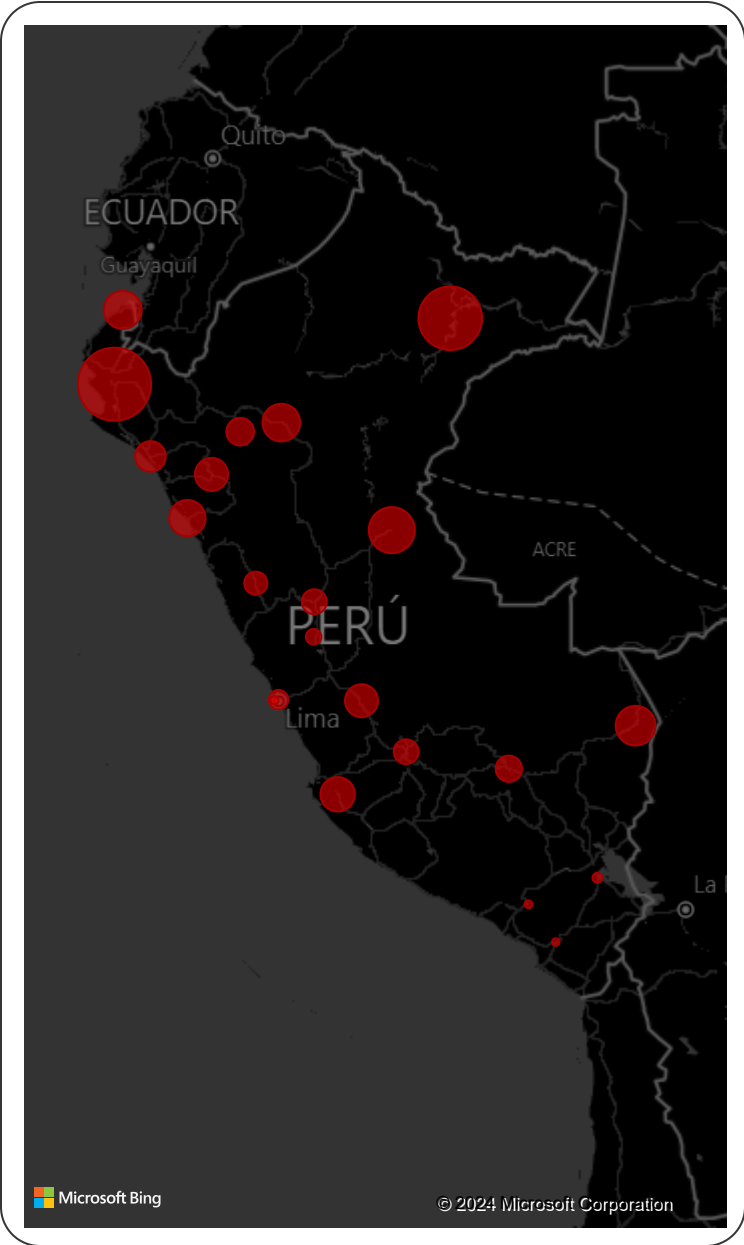 Quito
ECUADOR
Guayaquil
ACRE
PERÚ
Lima
La
Microsoft Bing
© 2024 Microsoft Corporation